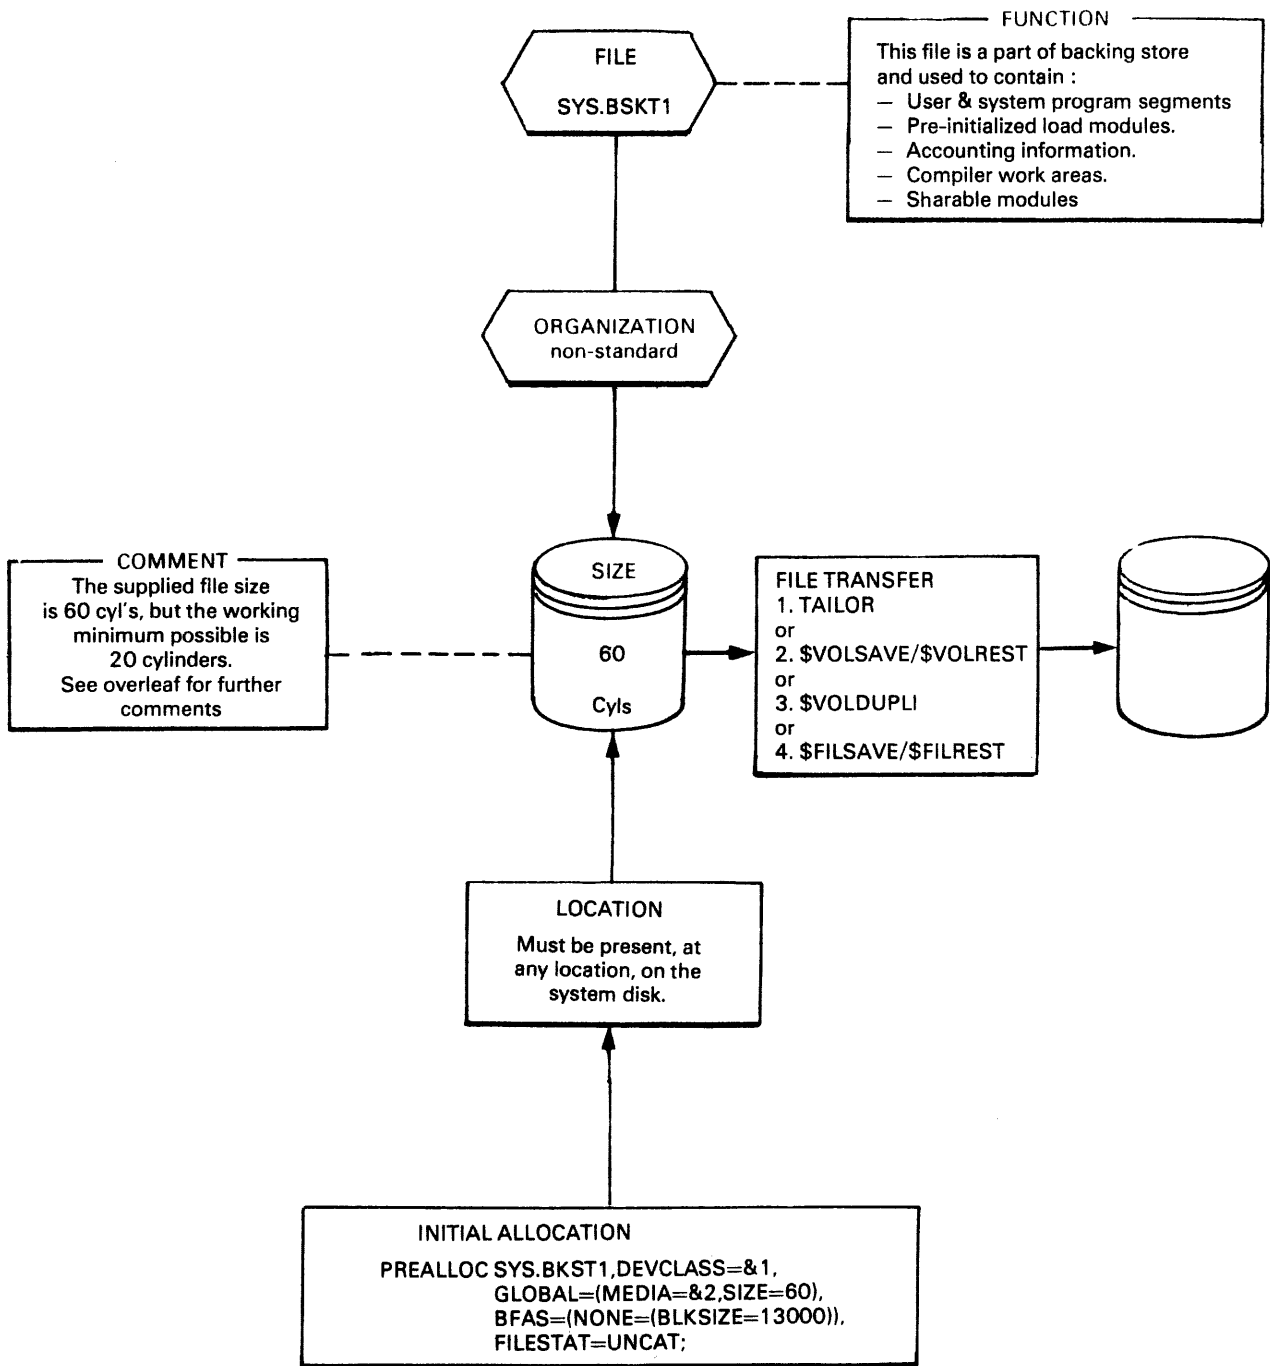 FILE
SYS.BSKT1
FUNCTION
This file is a part of backing store
and used to contain :
— User & system program segments
— Pre-initialized load modules.
— Accounting information.
— Compiler work areas.
— Sharable modules
ORGANIZATION
non-standard
COMMENT
The supplied file size
is 60 cyl's, but the working
minimum possible is
20 cylinders.
See overleaf for further
comments
SIZE
60
Cyls
FILE TRANSFER
1. TAILOR
or
2. $VOLSAVE/$VOLREST
or
3. $VOLDUPLI
or
4. $FILSAVE/$FILREST
LOCATION
Must be present, at
any location, on the
system disk.
INITIAL ALLOCATION
PREALLOC SYS.BKST1,DEVCLASS=&1,
GLOBAL=(MEDIA=&2,SIZE=60),
BFAS=(NONE=(BLKSIZE=13000)),
FILESTAT=UNCAT;